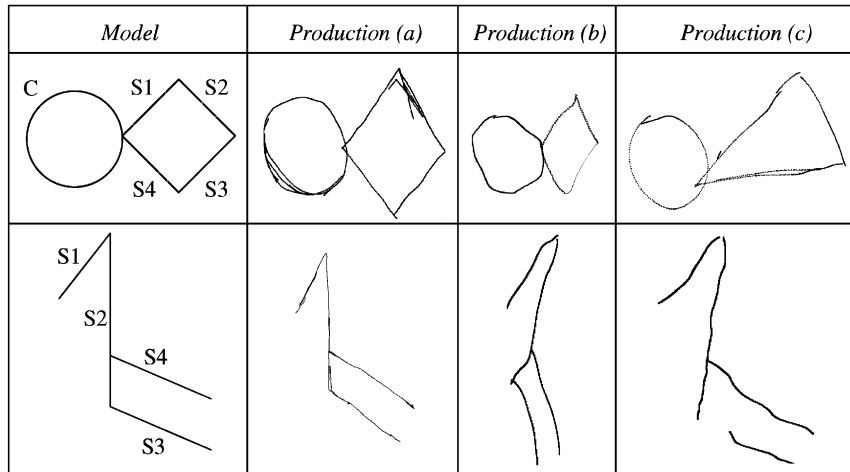 Model Production (a) Production (b) Production (c)
C S1 S2
S4 S3
S1
S2
S4
S3